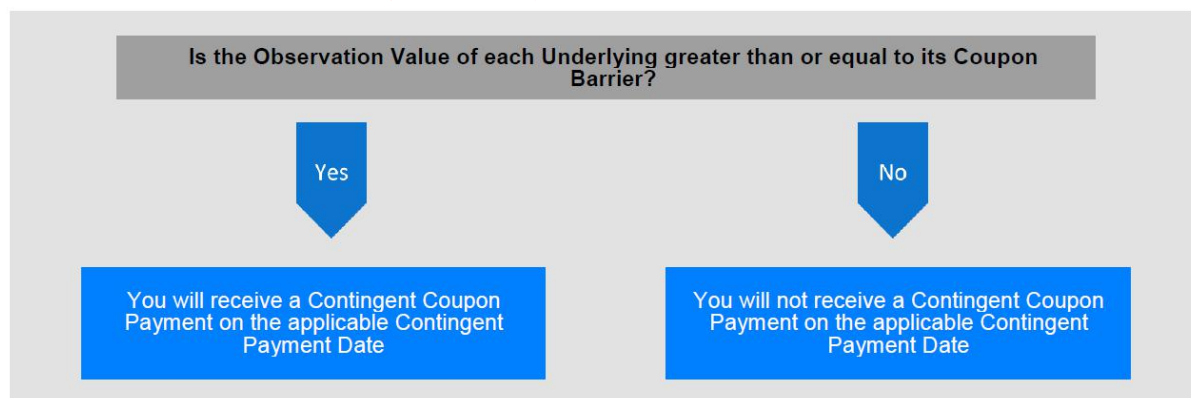 Is the Observation Value of each Underlying greater than or equal to its Coupon
Barrier?
Yes
No
You will receive a Contingent Coupon
Payment on the applicable Contingent
Payment Date
You will not receive a Contingent Coupon
Payment on the applicable Contingent
Payment Date